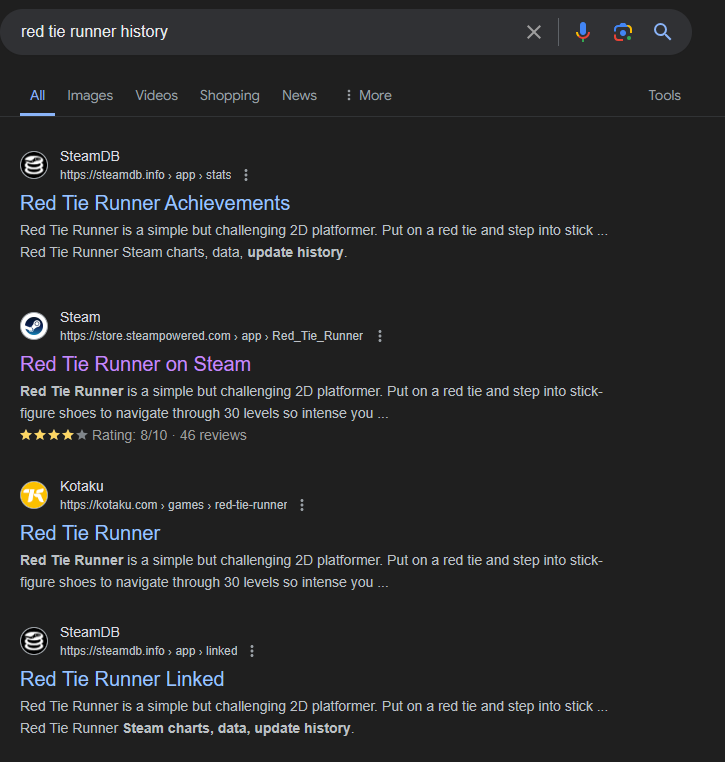 red tie runner history
All Images Videos Shopping News More Tools
SteamDB
https://steamdb.info › app › stats
Red Tie Runner Achievements
Red Tie Runner is a simple but challenging 2D platformer. Put on a red tie and step into stick ...
Red Tie Runner Steam charts, data, update history.
Steam
https://store.steampowered.com › app › Red_Tie_Runner
Red Tie Runner on Steam
Red Tie Runner is a simple but challenging 2D platformer. Put on a red tie and step into stick-
figure shoes to navigate through 30 levels so intense you ...
Rating: 8/10 · 46 reviews
Kotaku
https://kotaku.com › games › red-tie-runner
Red Tie Runner
Red Tie Runner is a simple but challenging 2D platformer. Put on a red tie and step into stick-
figure shoes to navigate through 30 levels so intense you ...
SteamDB
https://steamdb.info › app › linked
Red Tie Runner Linked
Red Tie Runner is a simple but challenging 2D platformer. Put on a red tie and step into stick ...
Red Tie Runner Steam charts, data, update history.